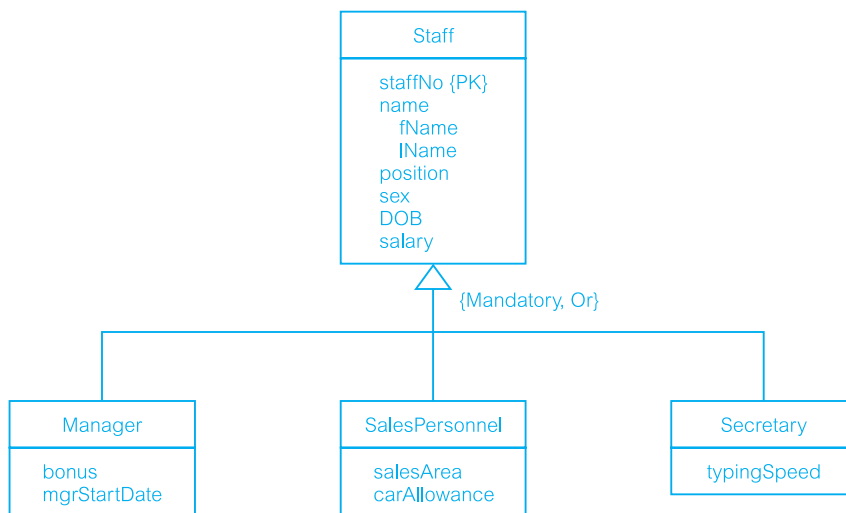 Staff
staffNo {PK}
name
fName
lName
position
sex
DOB
salary
{Mandatory, Or}
Manager
bonus
mgrStartDate
SalesPersonnel
salesArea
carAllowance
Secretary
typingSpeed